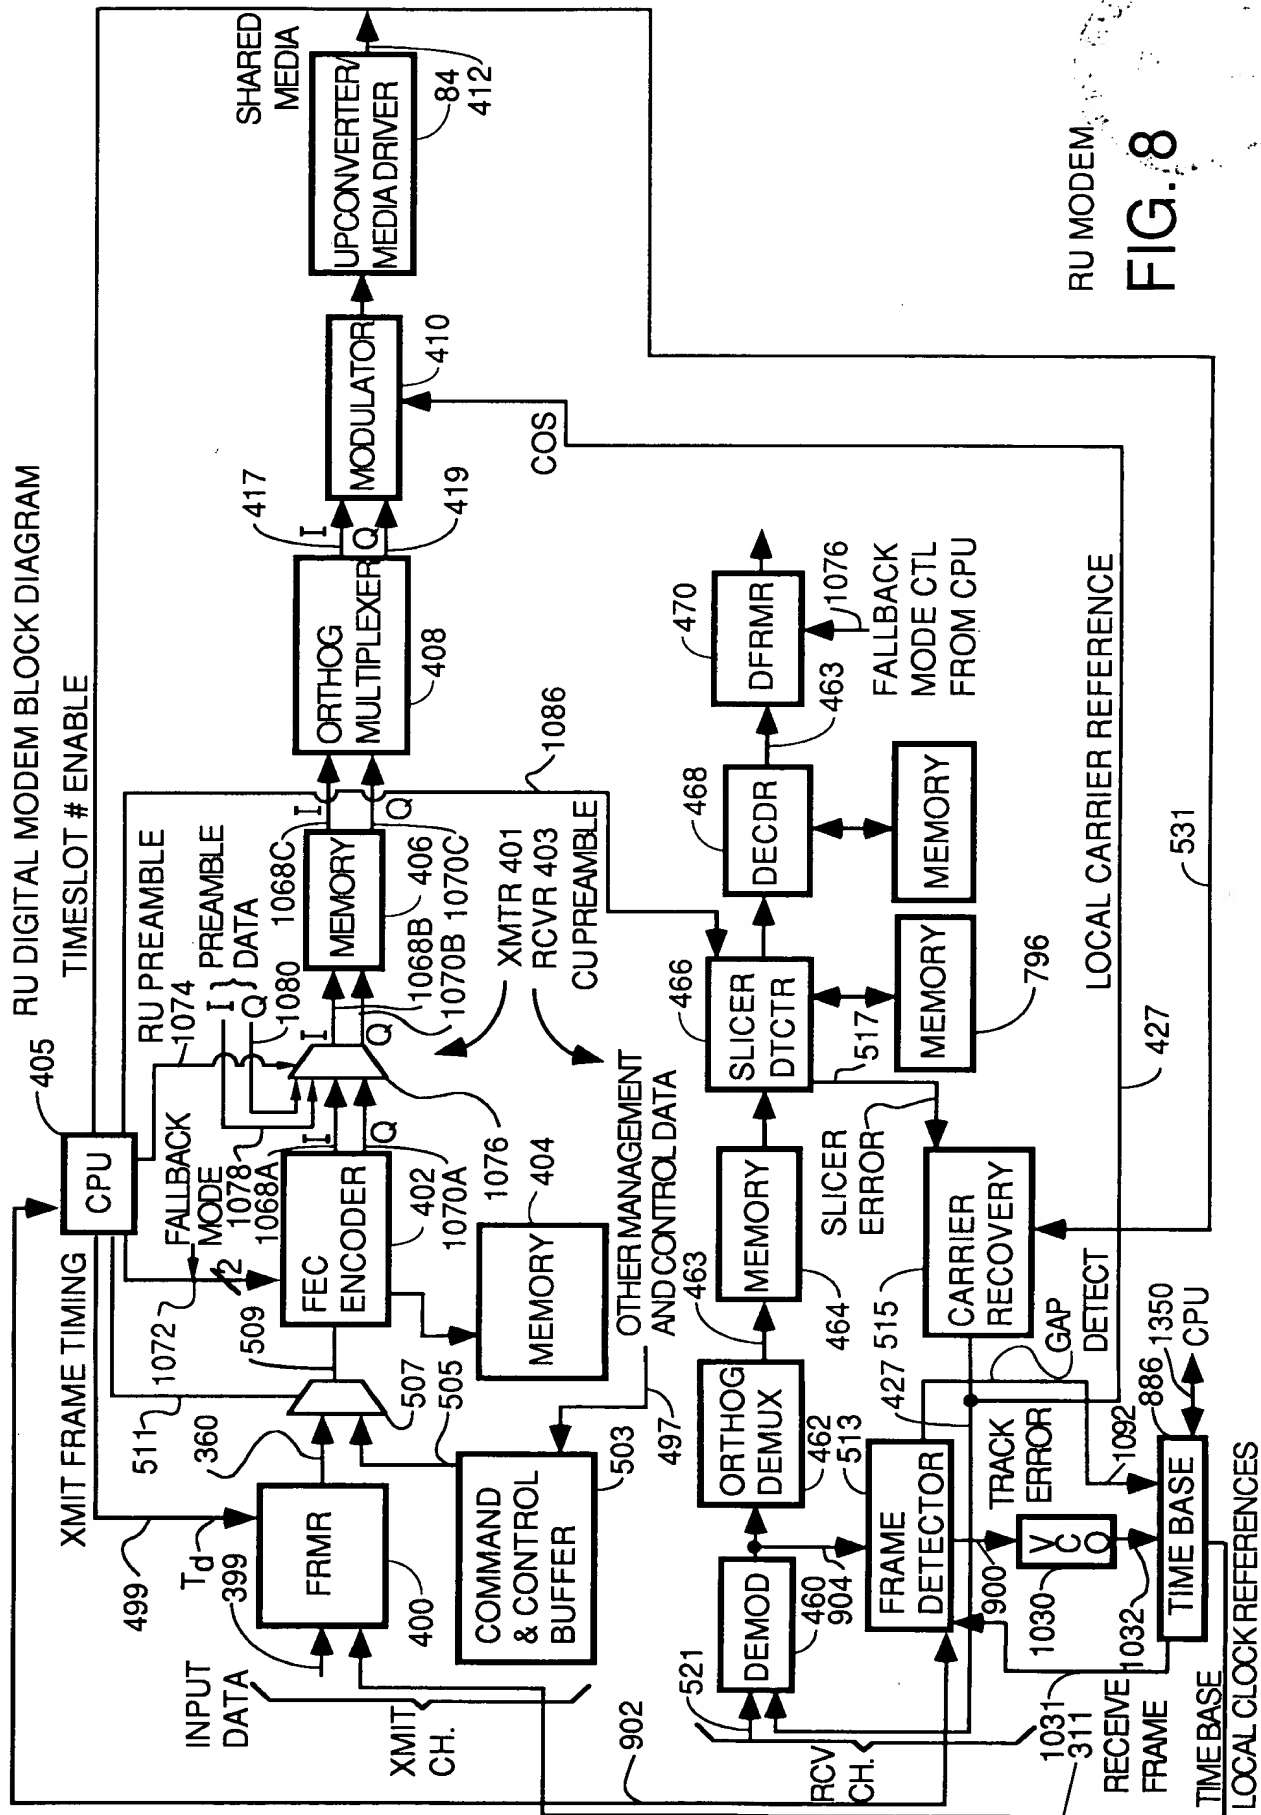 RU DIGITAL MODEM BLOCK DIAGRAM
TIMESLOT # ENABLE
405
CPU
XMIT FRAME TIMING
499
Td
399
INPUT
DATA
XMIT
CH.
FRMR
400
360
511
1072
509
507
505
COMMAND
& CONTROL
BUFFER
503
497
FALLBACK
MODE
2
FEC
ENCODER
402
MEMORY
404
1078
1068A
1070A
I
Q
1076
RU PREAMBLE
1074
I } PREAMBLE
Q } DATA
1080
I
Q
1068B
1070B
MEMORY
406
1068C
1070C
I
Q
ORTHOG
MULTIPLEXER
408
417
I
Q
419
MODULATOR
410
COS
UPCONVERTER/
MEDIA DRIVER
84
412
SHARED
MEDIA
XMTR 401
RCVR 403
CU PREAMBLE
1086
OTHER MANAGEMENT
AND CONTROL DATA
902
RCV
CH.
521
DEMOD
460
904
ORTHOG
DEMUX
462
463
MEMORY
464
SLICER
DTCTR
466
517
SLICER
ERROR
MEMORY
796
DECDR
468
MEMORY
463
DFRMR
470
1076
FALLBACK
MODE CTL
FROM CPU
513
FRAME
DETECTOR
900
427
TRACK
ERROR
515
CARRIER
RECOVERY
GAP
DETECT
LOCAL CARRIER REFERENCE
427
531
VCO
1030
1032
1092
TIME BASE
886
1350
CPU
1031
311
RECEIVE
FRAME
TIME BASE
LOCAL CLOCK REFERENCES
RU MODEM
FIG. 8